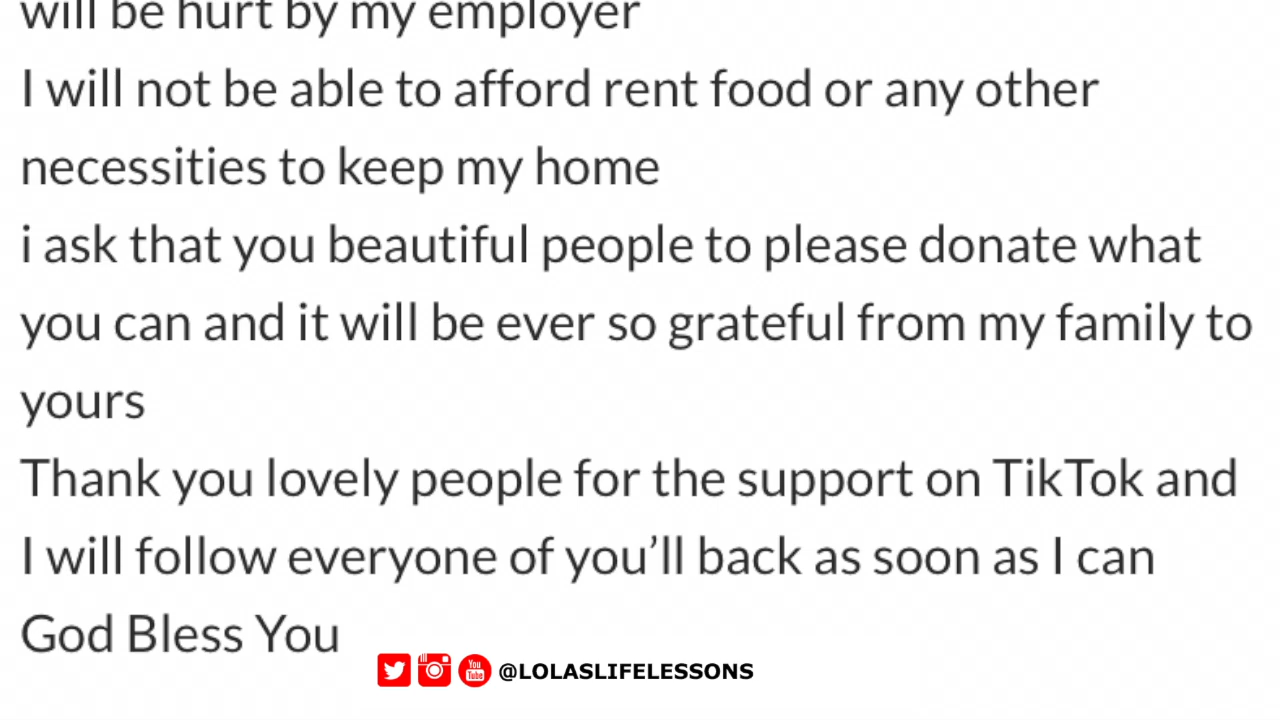 will be hurt by my employer
I will not be able to afford rent food or any other
necessities to keep my home
i ask that you beautiful people to please donate what
you can and it will be ever so grateful from my family to
yours
Thank you lovely people for the support on TikTok and
I will follow everyone of you’ll back as soon as I can
God Bless You
You Tube @LOLASLIFELESSONS